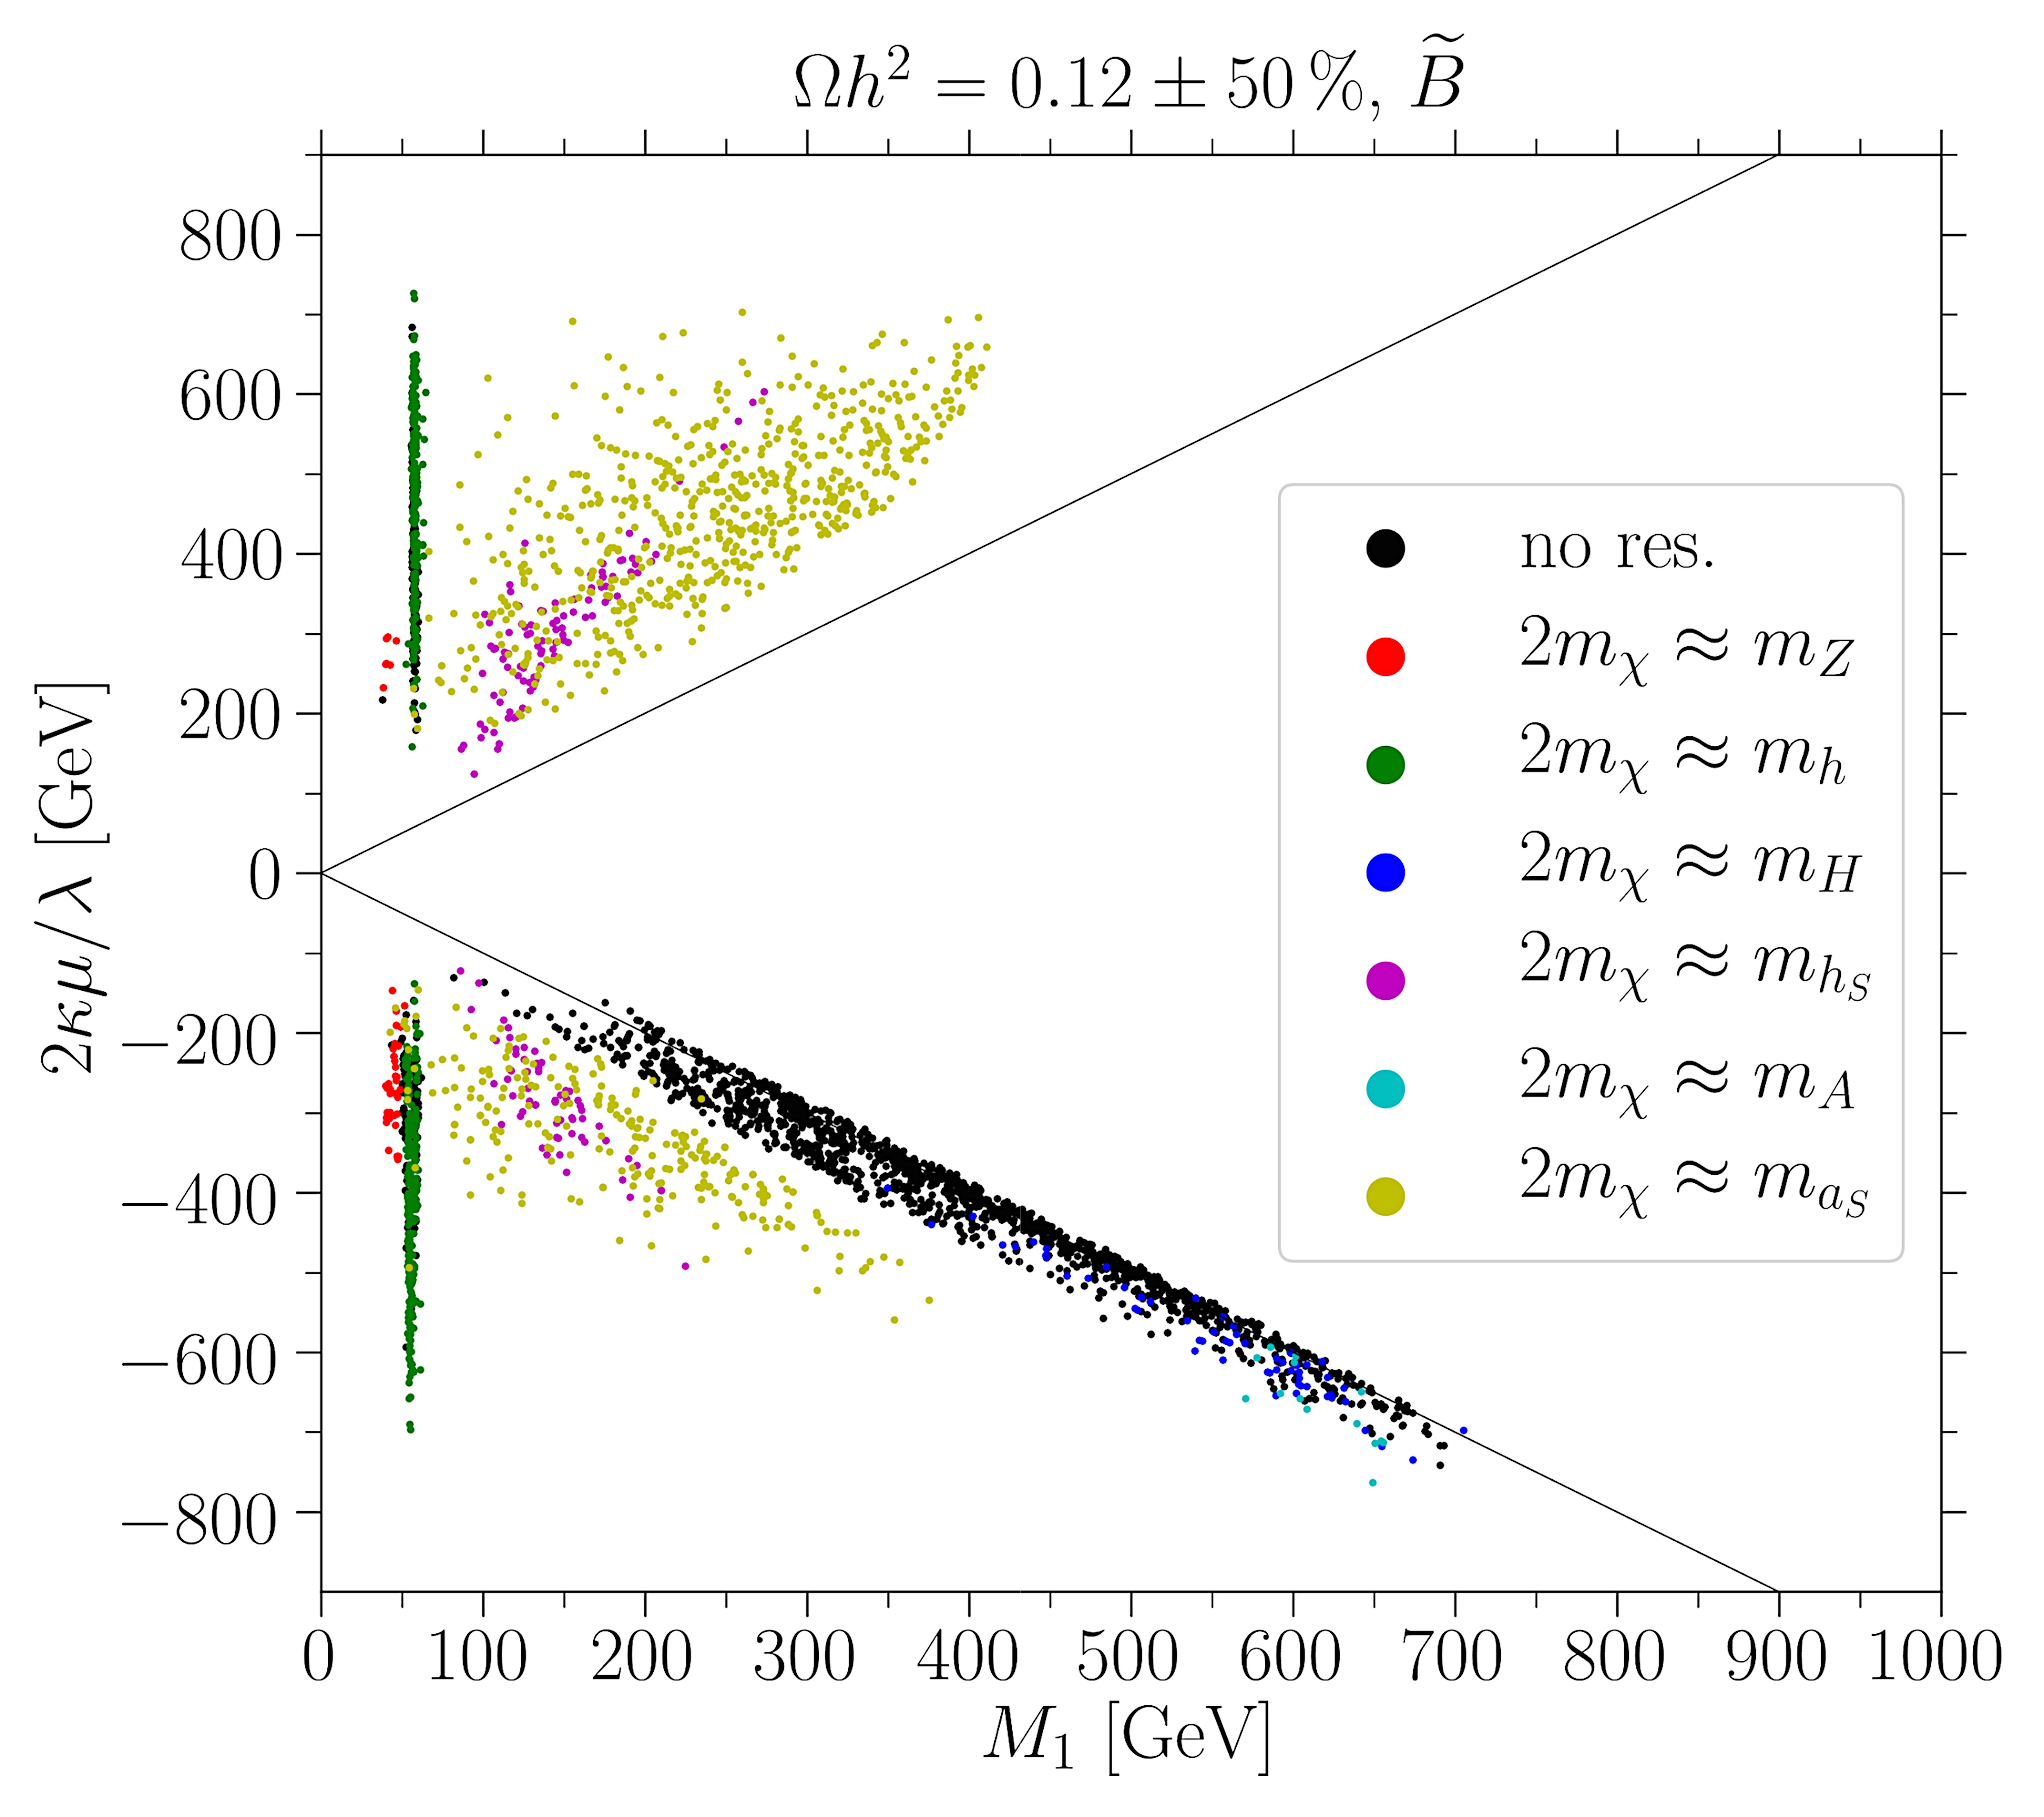 Ωh² = 0.12 ± 50 %, B̃
800
600
400
200
0
−200
−400
−600
−800
2κμ/λ [GeV]
no res.
2m_χ ≈ m_Z
2m_χ ≈ m_h
2m_χ ≈ m_H
2m_χ ≈ m_{h_S}
2m_χ ≈ m_A
2m_χ ≈ m_{a_S}
0 100 200 300 400 500 600 700 800 900 1000
M₁ [GeV]